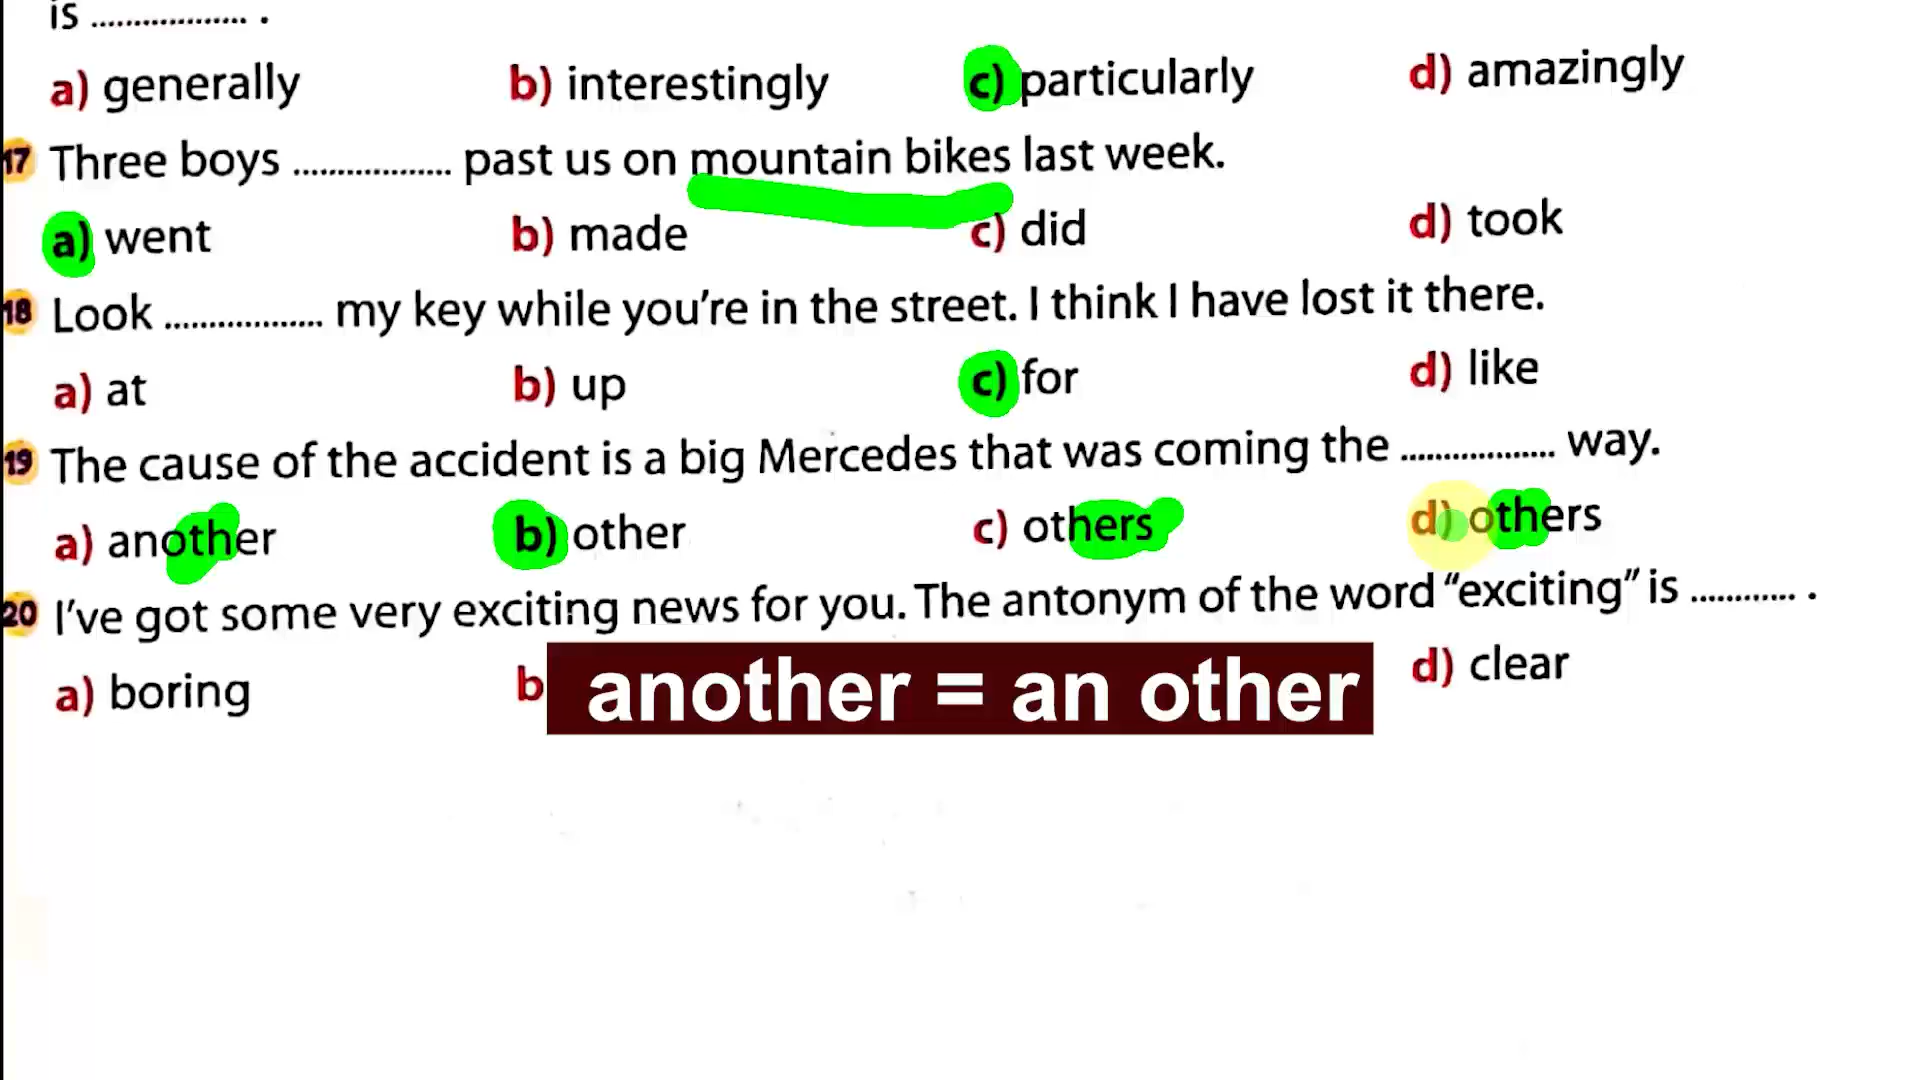 is .................. .
a) generally b) interestingly c) particularly d) amazingly
17 Three boys .................. past us on mountain bikes last week.
a) went b) made c) did d) took
18 Look .................. my key while you're in the street. I think I have lost it there.
a) at b) up c) for d) like
19 The cause of the accident is a big Mercedes that was coming the .................. way.
a) another b) other c) others d) others
20 I've got some very exciting news for you. The antonym of the word “exciting” is ............ .
a) boring b d) clear
another = an other